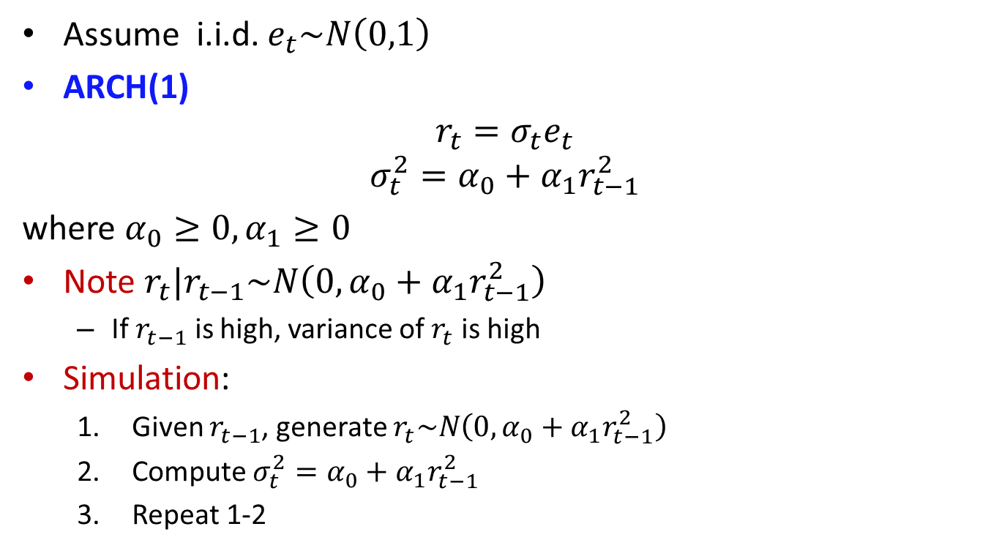 • Assume i.i.d. $e_t \sim N(0,1)$
• ARCH(1)
$r_t = \sigma_t e_t$
$\sigma_t^2 = \alpha_0 + \alpha_1 r_{t-1}^2$
where $\alpha_0 \geq 0, \alpha_1 \geq 0$
• Note $r_t | r_{t-1} \sim N(0, \alpha_0 + \alpha_1 r_{t-1}^2)$
– If $r_{t-1}$ is high, variance of $r_t$ is high
• Simulation:
1. Given $r_{t-1}$, generate $r_t \sim N(0, \alpha_0 + \alpha_1 r_{t-1}^2)$
2. Compute $\sigma_t^2 = \alpha_0 + \alpha_1 r_{t-1}^2$
3. Repeat 1-2